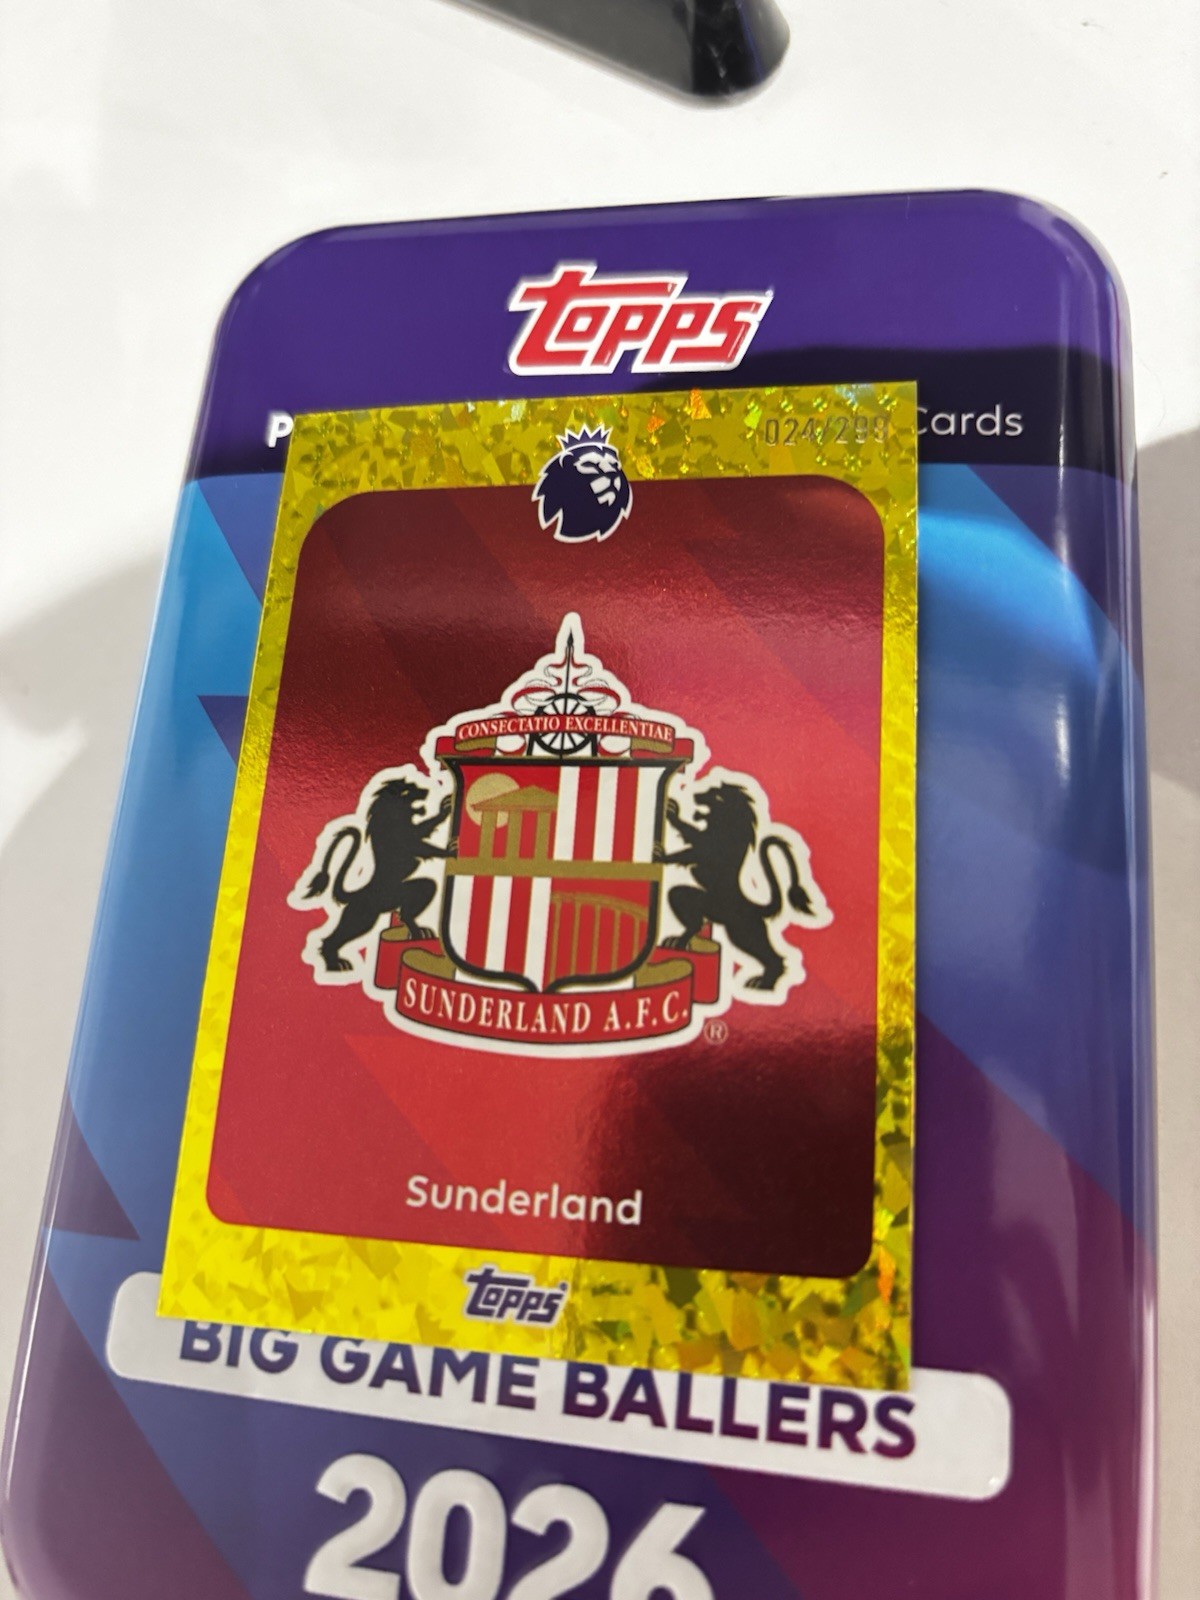 Topps
Cards
024/299
CONSECTATIO EXCELLENTIAE
SUNDERLAND A.F.C.
®
Sunderland
Topps
BIG GAME BALLERS
2026